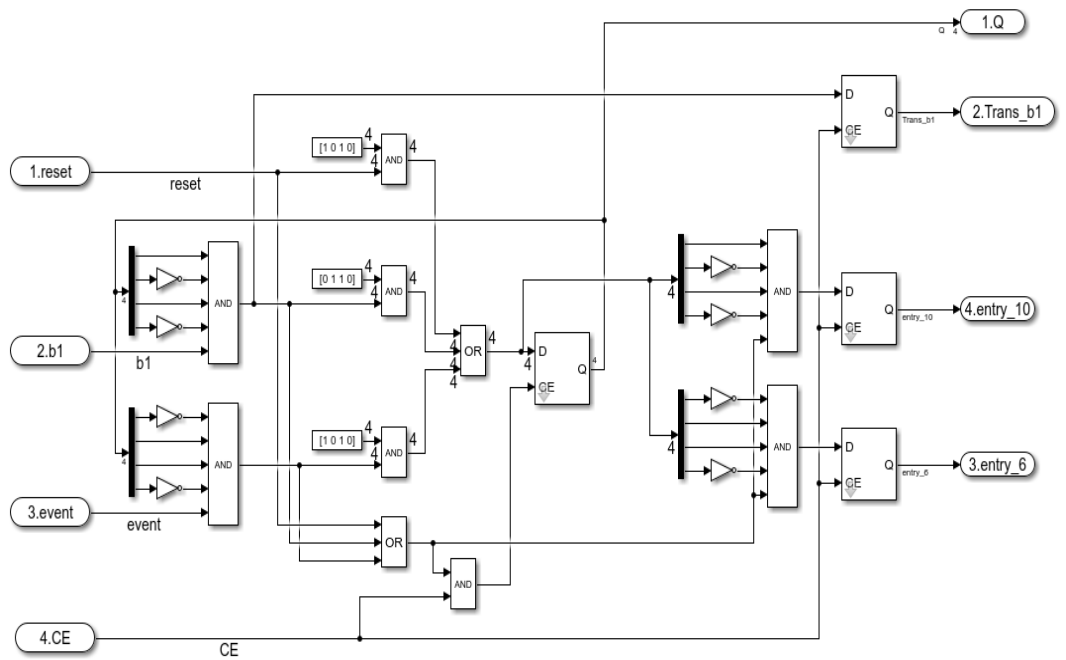 1.Q
Q 4
D
Q
CE
Trans_b1
2.Trans_b1
4
[1 0 1 0]
4
AND
4
1.reset
reset
4
[0 1 1 0]
4
AND
4
AND
4
D
Q
CE
entry_10
4.entry_10
AND
2.b1
b1
4
4
4
OR
4
4
D
Q
4
CE
4
[1 0 1 0]
4
AND
4
4
AND
4
AND
D
Q
CE
entry_6
3.entry_6
3.event
event
OR
AND
4.CE
CE